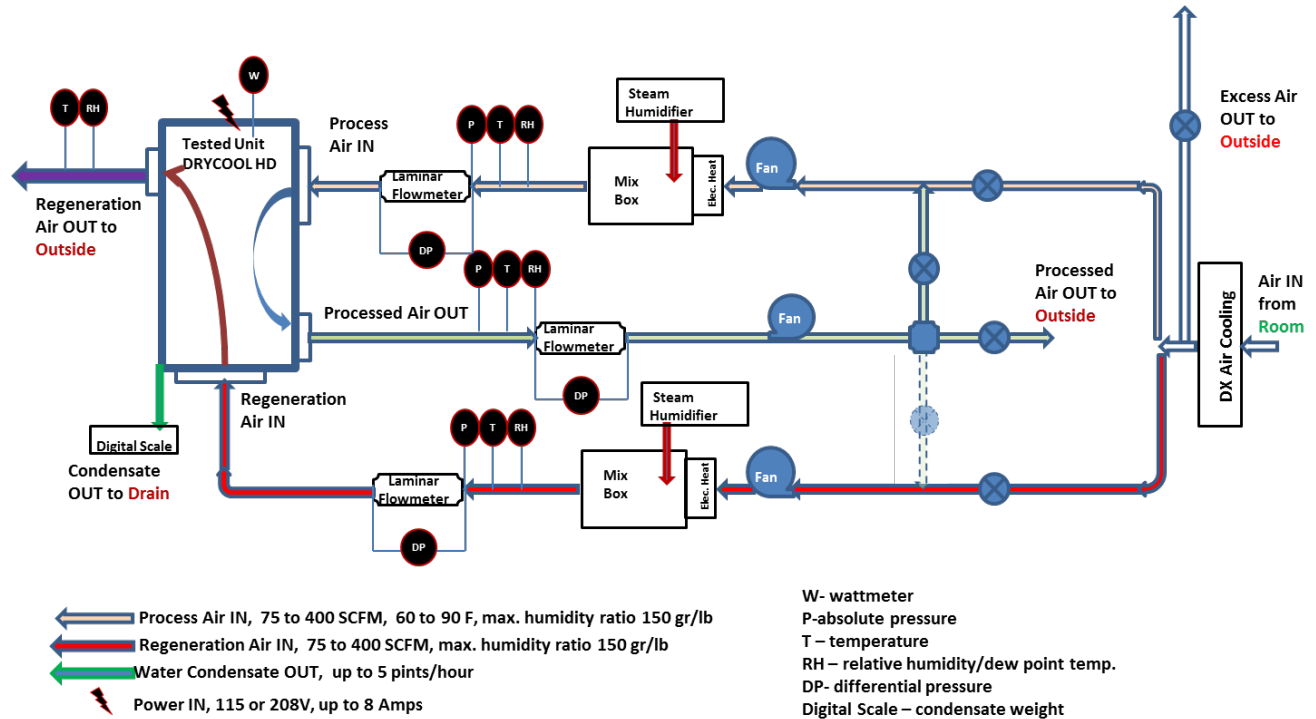 W
T
RH
Tested Unit
DRYCOOL HD
Process
Air IN
P
T
RH
Laminar
Flowmeter
DP
Steam
Humidifier
Mix
Box
Elec. Heat
Fan
Excess Air
OUT to
Outside
Regeneration
Air OUT to
Outside
Processed Air OUT
P
T
RH
Laminar
Flowmeter
DP
Fan
Processed
Air OUT to
Outside
DX Air Cooling
Air IN
from
Room
Regeneration
Air IN
Digital Scale
Condensate
OUT to Drain
P
T
RH
Laminar
Flowmeter
DP
Steam
Humidifier
Mix
Box
Elec. Heat
Fan
Process Air IN, 75 to 400 SCFM, 60 to 90 F, max. humidity ratio 150 gr/lb
Regeneration Air IN, 75 to 400 SCFM, max. humidity ratio 150 gr/lb
Water Condensate OUT, up to 5 pints/hour
Power IN, 115 or 208V, up to 8 Amps
W- wattmeter
P-absolute pressure
T – temperature
RH – relative humidity/dew point temp.
DP- differential pressure
Digital Scale – condensate weight